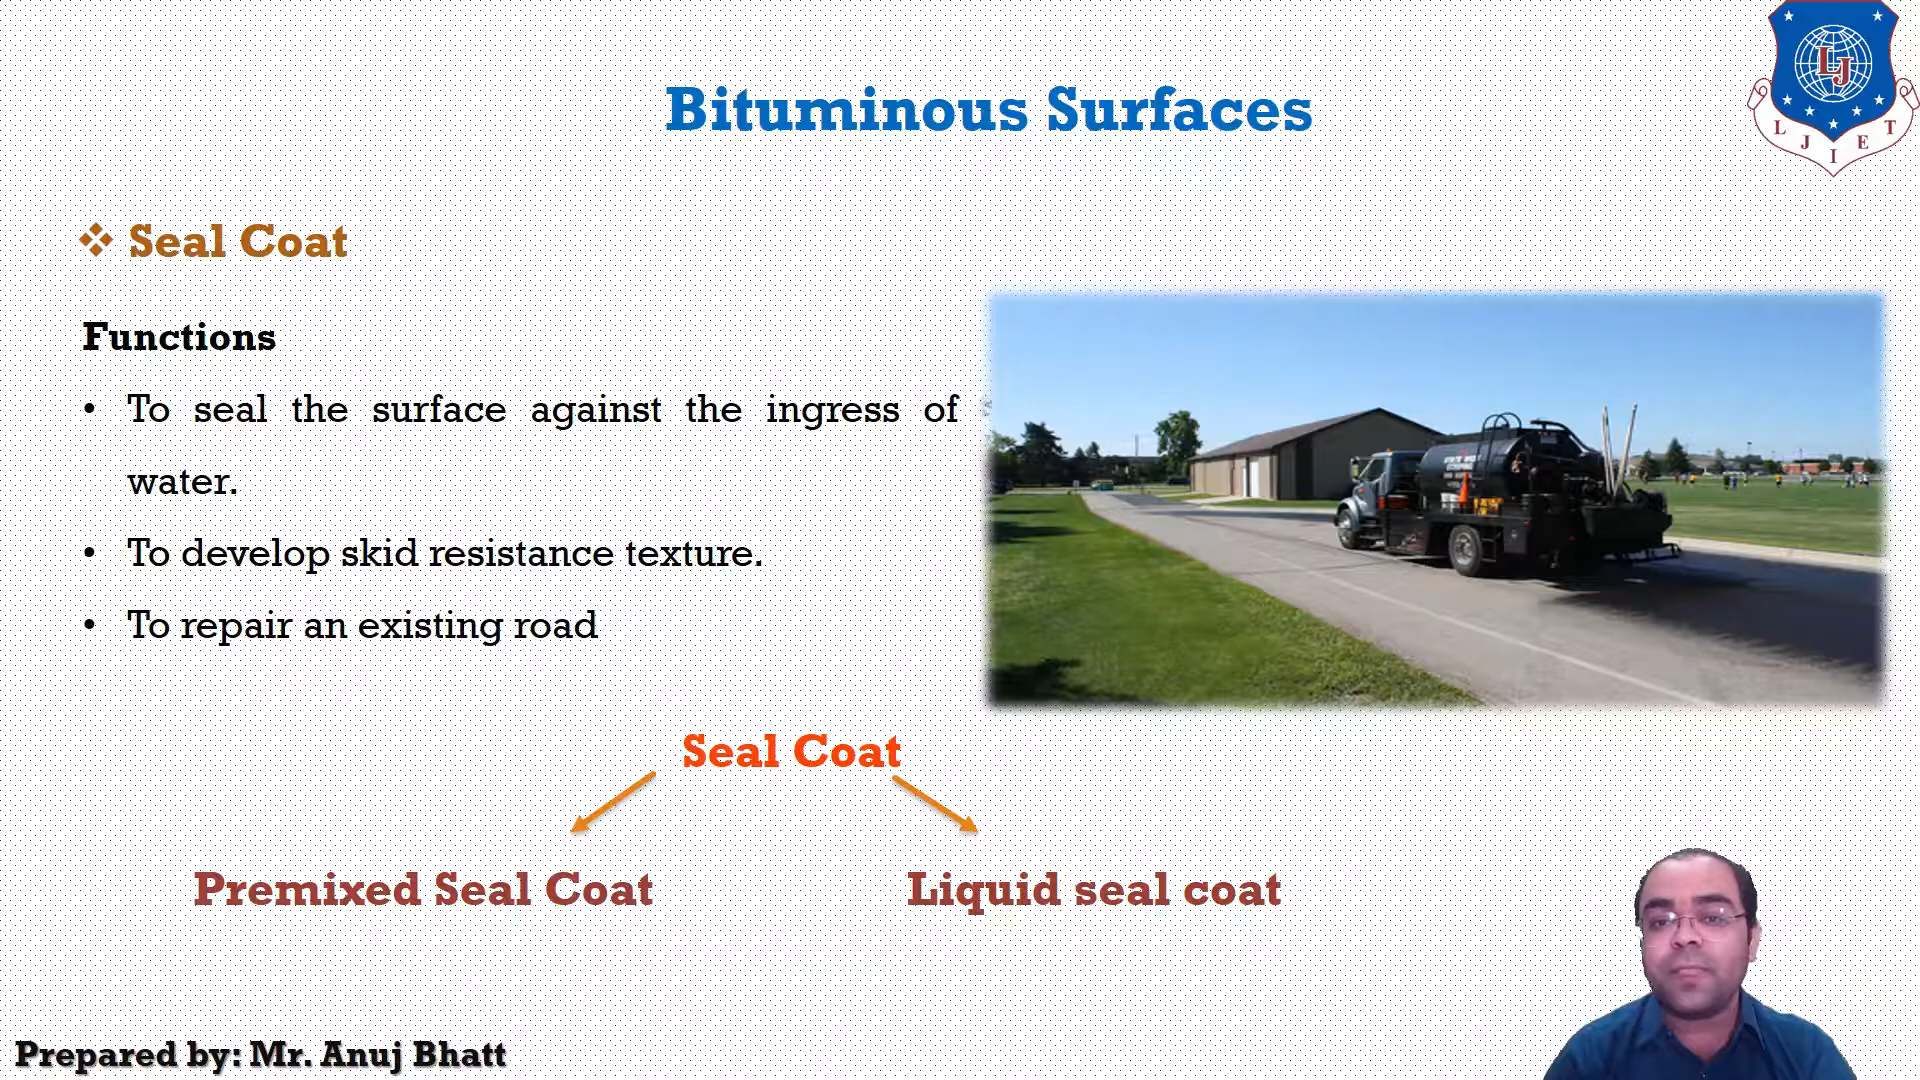 Bituminous Surfaces
LJ
L J I E T
Seal Coat
Functions
• To seal the surface against the ingress of
water.
• To develop skid resistance texture.
• To repair an existing road
Seal Coat
Premixed Seal Coat
Liquid seal coat
Prepared by: Mr. Anuj Bhatt